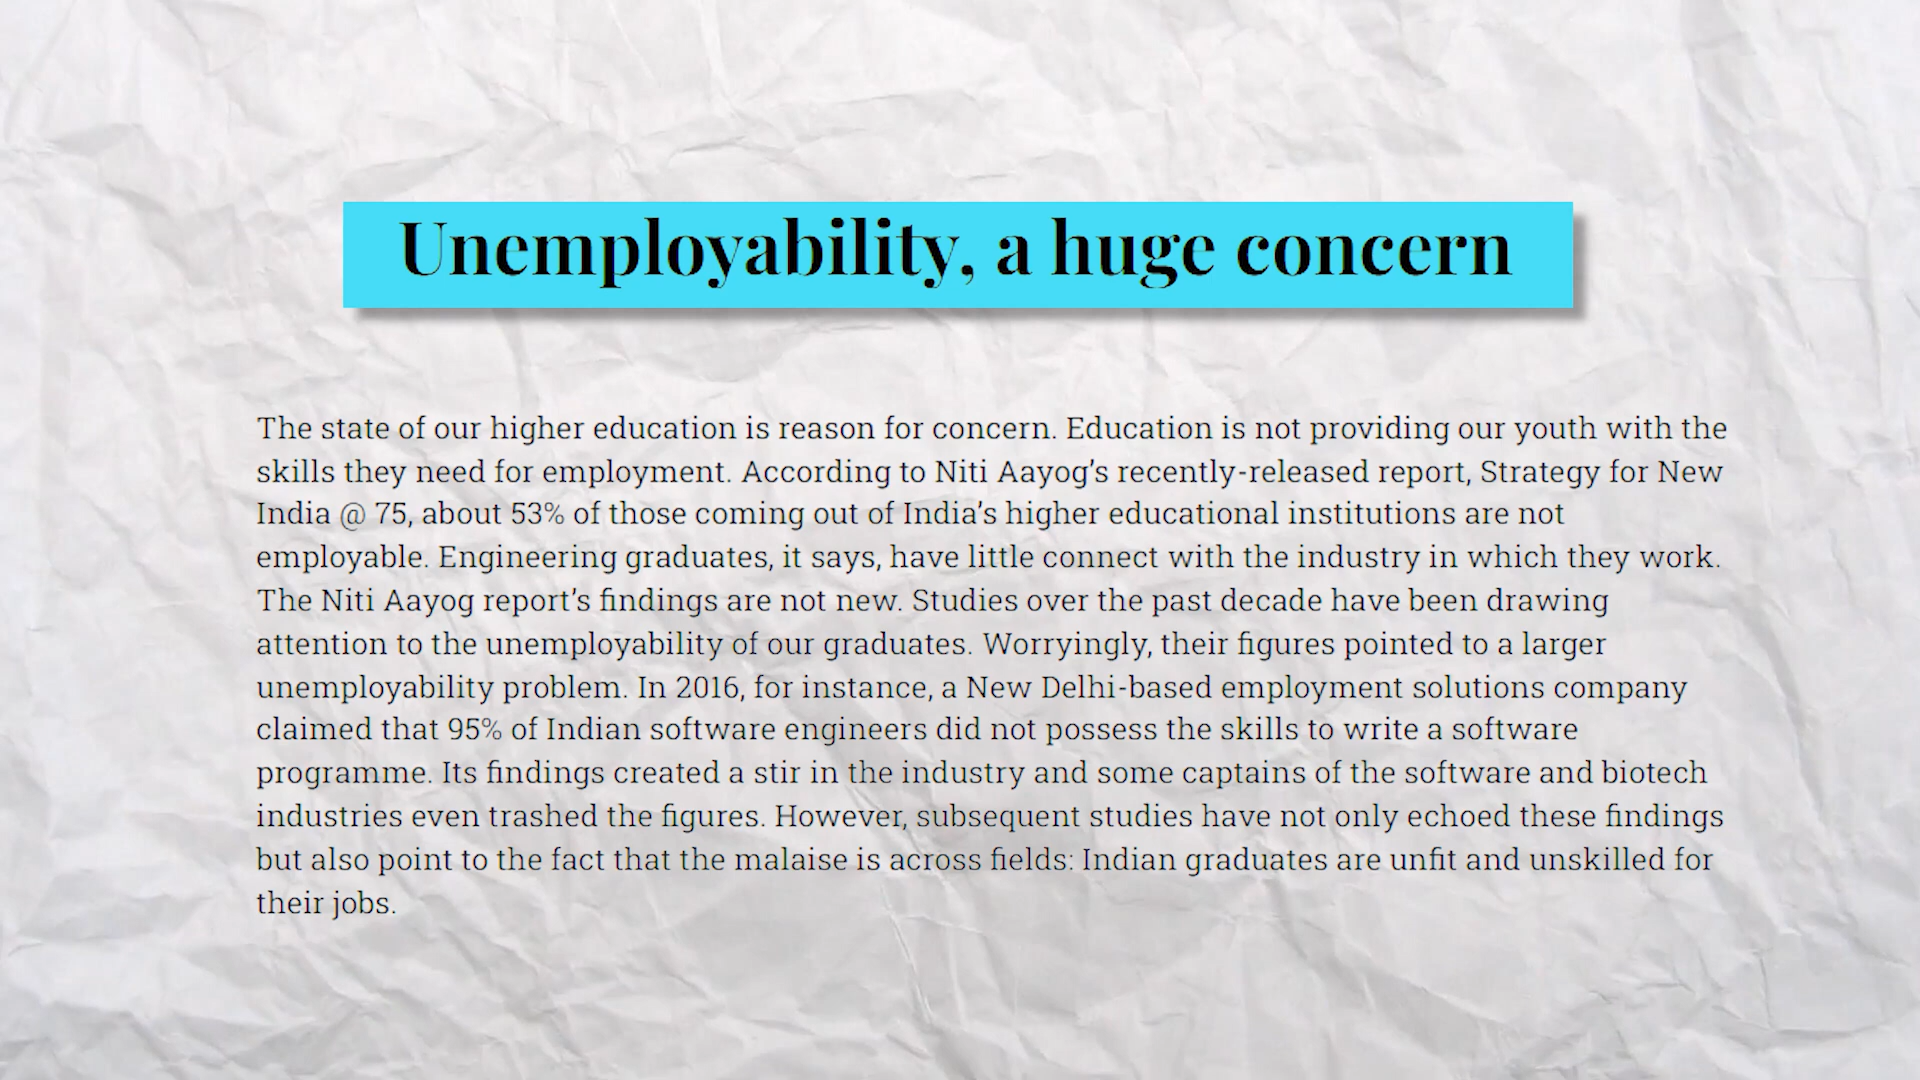 Unemployability, a huge concern
The state of our higher education is reason for concern. Education is not providing our youth with the
skills they need for employment. According to Niti Aayog’s recently-released report, Strategy for New
India @ 75, about 53% of those coming out of India’s higher educational institutions are not
employable. Engineering graduates, it says, have little connect with the industry in which they work.
The Niti Aayog report’s findings are not new. Studies over the past decade have been drawing
attention to the unemployability of our graduates. Worryingly, their figures pointed to a larger
unemployability problem. In 2016, for instance, a New Delhi-based employment solutions company
claimed that 95% of Indian software engineers did not possess the skills to write a software
programme. Its findings created a stir in the industry and some captains of the software and biotech
industries even trashed the figures. However, subsequent studies have not only echoed these findings
but also point to the fact that the malaise is across fields: Indian graduates are unfit and unskilled for
their jobs.